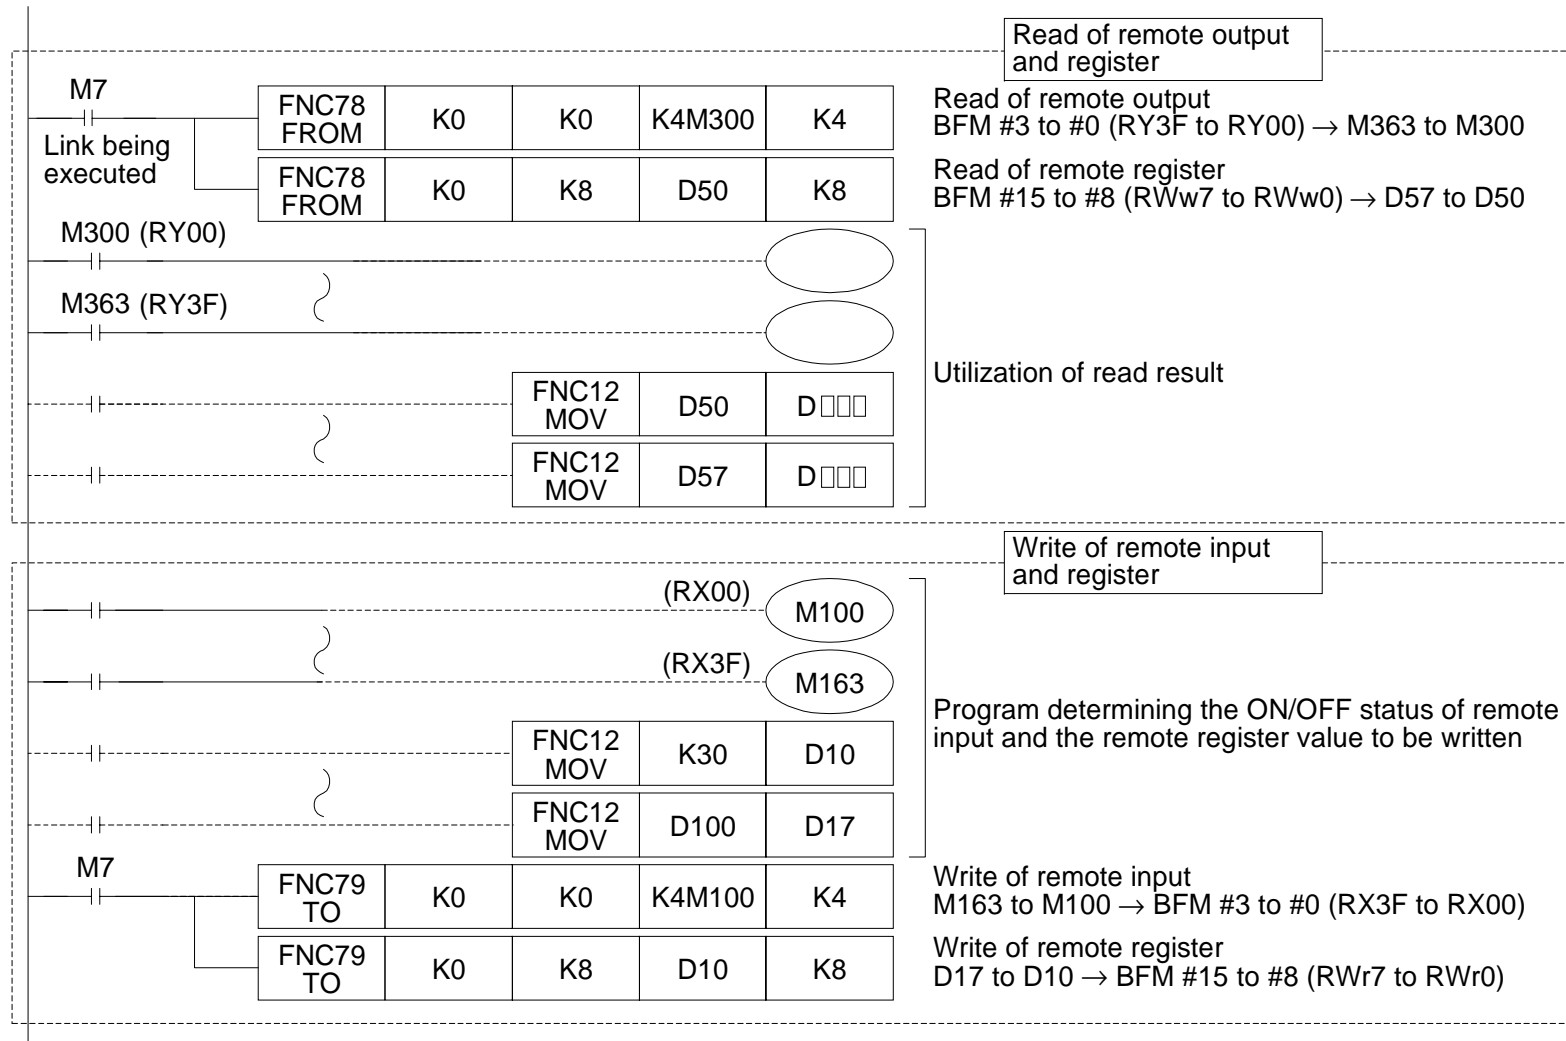 Read of remote output
and register
M7
Link being
executed
FNC78
FROM
K0
K0
K4M300
K4
Read of remote output
BFM #3 to #0 (RY3F to RY00) → M363 to M300
FNC78
FROM
K0
K8
D50
K8
Read of remote register
BFM #15 to #8 (RWw7 to RWw0) → D57 to D50
M300 (RY00)
M363 (RY3F)
FNC12
MOV
D50
D□□□
Utilization of read result
FNC12
MOV
D57
D□□□
Write of remote input
and register
(RX00)
M100
(RX3F)
M163
FNC12
MOV
K30
D10
Program determining the ON/OFF status of remote
input and the remote register value to be written
FNC12
MOV
D100
D17
M7
FNC79
TO
K0
K0
K4M100
K4
Write of remote input
M163 to M100 → BFM #3 to #0 (RX3F to RX00)
FNC79
TO
K0
K8
D10
K8
Write of remote register
D17 to D10 → BFM #15 to #8 (RWr7 to RWr0)